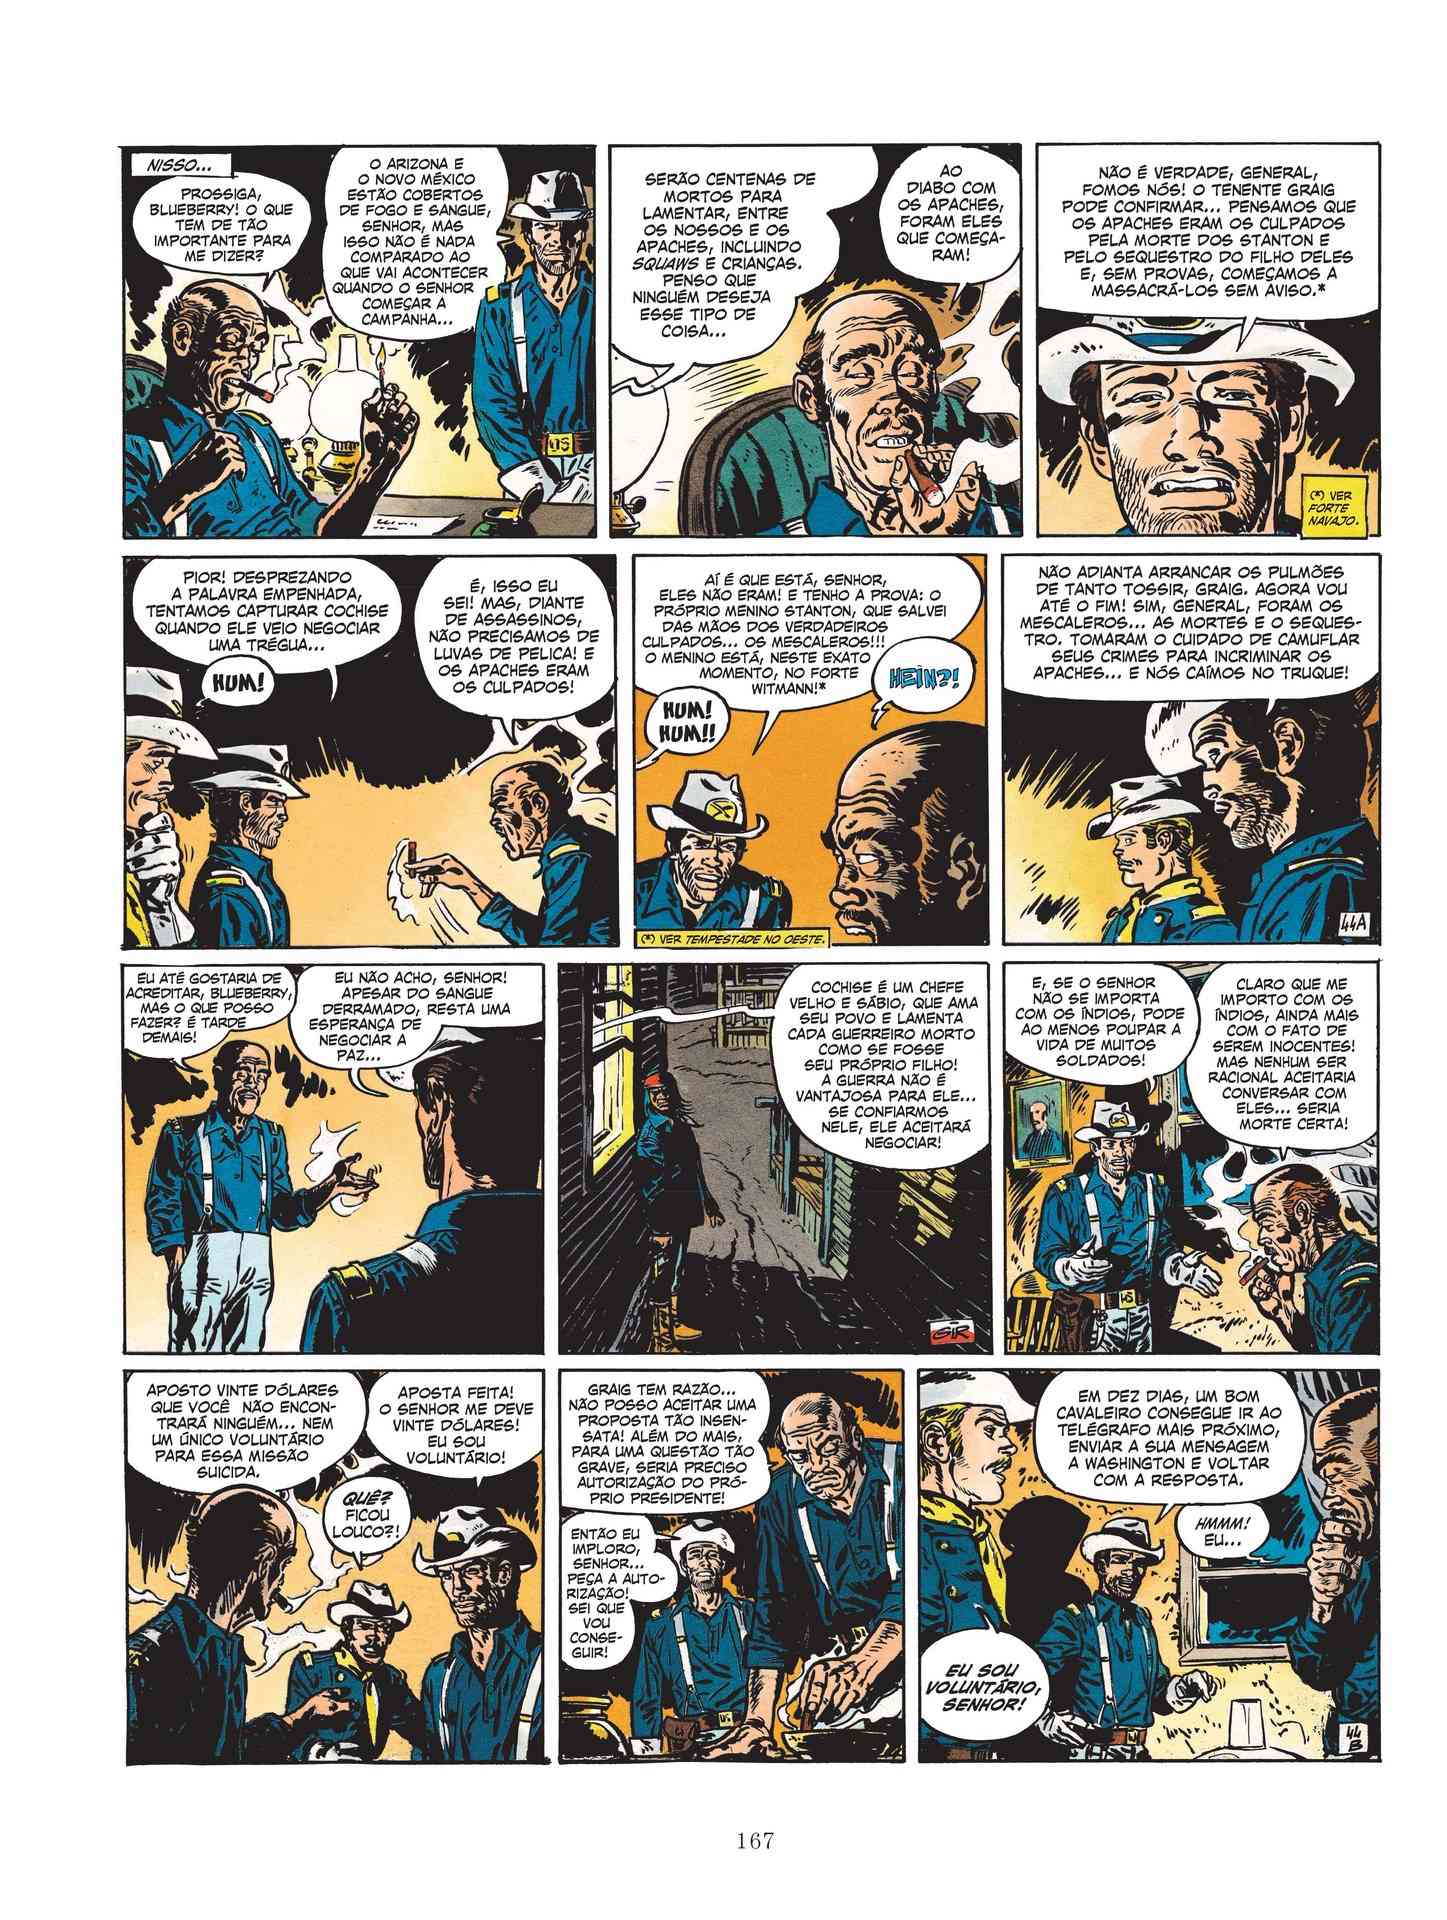 NISSO...
PROSSIGA,
BLUEBERRY! O QUE
TEM DE TÃO
IMPORTANTE PARA
ME DIZER?
O ARIZONA E
O NOVO MÉXICO
ESTÃO COBERTOS
DE FOGO E SANGUE,
SENHOR, MAS
ISSO NÃO É NADA
COMPARADO AO
QUE VAI ACONTECER
QUANDO O SENHOR
COMEÇAR A
CAMPANHA...
SERÃO CENTENAS DE
MORTOS PARA
LAMENTAR, ENTRE
OS NOSSOS E OS
APACHES, INCLUINDO
SQUAWS E CRIANÇAS.
PENSO QUE
NINGUÉM DESEJA
ESSE TIPO DE
COISA...
AO
DIABO COM
OS APACHES,
FORAM ELES
QUE COMEÇA-
RAM!
NÃO É VERDADE, GENERAL,
FOMOS NÓS! O TENENTE GRAIG
PODE CONFIRMAR... PENSAMOS QUE
OS APACHES ERAM OS CULPADOS
PELA MORTE DOS STANTON E
PELO SEQUESTRO DO FILHO DELES
E, SEM PROVAS, COMEÇAMOS A
MASSACRÁ-LOS SEM AVISO.*
(*) VER
FORTE
NAVAJO.
PIOR! DESPREZANDO
A PALAVRA EMPENHADA,
TENTAMOS CAPTURAR COCHISE
QUANDO ELE VEIO NEGOCIAR
UMA TRÉGUA...
HUM!
É, ISSO EU
SEI! MAS, DIANTE
DE ASSASSINOS,
NÃO PRECISAMOS DE
LUVAS DE PELICA! E
OS APACHES ERAM
OS CULPADOS!
AÍ É QUE ESTÁ, SENHOR,
ELES NÃO ERAM! E TENHO A PROVA: O
PRÓPRIO MENINO STANTON, QUE SALVEI
DAS MÃOS DOS VERDADEIROS
CULPADOS... OS MESCALEROS!!!
O MENINO ESTÁ, NESTE EXATO
MOMENTO, NO FORTE
WITMANN!*
HEIN?!
HUM!
HUM!!
(*) VER TEMPESTADE NO OESTE.
NÃO ADIANTA ARRANCAR OS PULMÕES
DE TANTO TOSSIR, GRAIG. AGORA VOU
ATÉ O FIM! SIM, GENERAL, FORAM OS
MESCALEROS... AS MORTES E O SEQUES-
TRO. TOMARAM O CUIDADO DE CAMUFLAR
SEUS CRIMES PARA INCRIMINAR OS
APACHES... E NÓS CAÍMOS NO TRUQUE!
44A
EU ATÉ GOSTARIA DE
ACREDITAR, BLUEBERRY,
MAS O QUE POSSO
FAZER? É TARDE
DEMAIS!
EU NÃO ACHO, SENHOR!
APESAR DO SANGUE
DERRAMADO, RESTA UMA
ESPERANÇA DE
NEGOCIAR A
PAZ...
COCHISE É UM CHEFE
VELHO E SÁBIO, QUE AMA
SEU POVO E LAMENTA
CADA GUERREIRO MORTO
COMO SE FOSSE
SEU PRÓPRIO FILHO!
A GUERRA NÃO É
VANTAJOSA PARA ELE...
SE CONFIARMOS
NELE, ELE ACEITARÁ
NEGOCIAR!
GIR
E, SE O SENHOR
NÃO SE IMPORTA
COM OS ÍNDIOS, PODE
AO MENOS POUPAR A
VIDA DE MUITOS
SOLDADOS!
CLARO QUE ME
IMPORTO COM OS
ÍNDIOS, AINDA MAIS
COM O FATO DE
SEREM INOCENTES!
MAS NENHUM SER
RACIONAL ACEITARIA
CONVERSAR COM
ELES... SERIA
MORTE CERTA!
APOSTO VINTE DÓLARES
QUE VOCÊ NÃO ENCON-
TRARÁ NINGUÉM... NEM
UM ÚNICO VOLUNTÁRIO
PARA ESSA MISSÃO
SUICIDA.
APOSTA FEITA!
O SENHOR ME DEVE
VINTE DÓLARES!
EU SOU
VOLUNTÁRIO!
QUÊ?
FICOU
LOUCO?!
GRAIG TEM RAZÃO...
NÃO POSSO ACEITAR UMA
PROPOSTA TÃO INSEN-
SATA! ALÉM DO MAIS,
PARA UMA QUESTÃO TÃO
GRAVE, SERIA PRECISO
AUTORIZAÇÃO DO PRÓ-
PRIO PRESIDENTE!
ENTÃO EU
IMPLORO,
SENHOR...
PEÇA A AUTO-
RIZAÇÃO!
SEI QUE
VOU
CONSE-
GUIR!
EM DEZ DIAS, UM BOM
CAVALEIRO CONSEGUE IR AO
TELÉGRAFO MAIS PRÓXIMO,
ENVIAR A SUA MENSAGEM
A WASHINGTON E VOLTAR
COM A RESPOSTA.
HMMM!
EU...
EU SOU
VOLUNTÁRIO,
SENHOR!
44
B
167